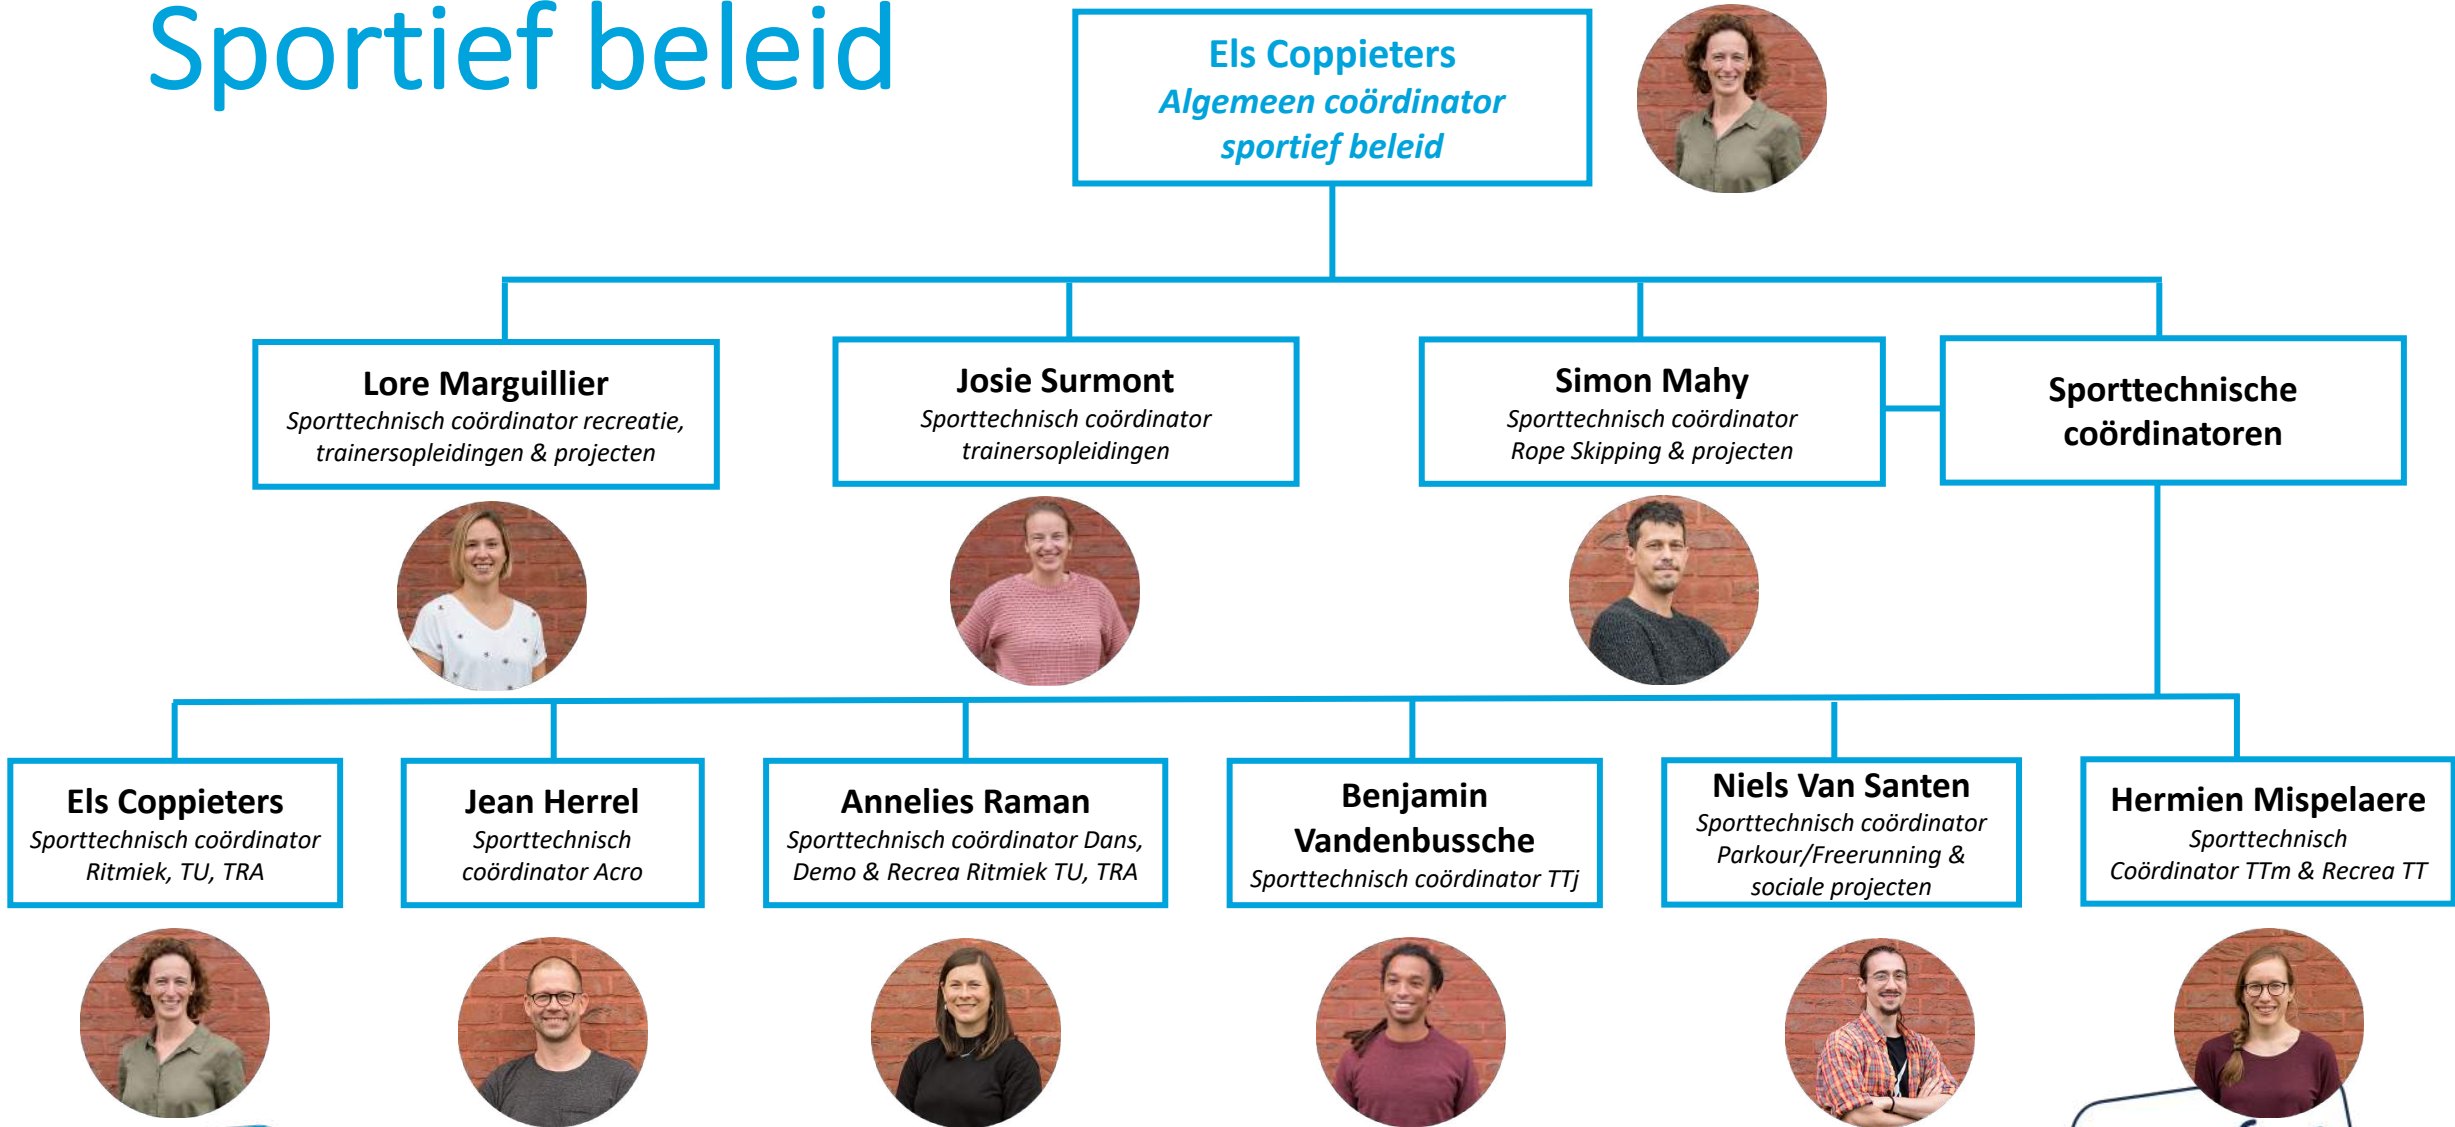 Sportief beleid
Els Coppieters
Algemeen coördinator
sportief beleid
Lore Marguillier
Sporttechnisch coördinator recreatie,
trainersopleidingen & projecten
Josie Surmont
Sporttechnisch coördinator
trainersopleidingen
Simon Mahy
Sporttechnisch coördinator
Rope Skipping & projecten
Sporttechnische
coördinatoren
Els Coppieters
Sporttechnisch coördinator
Ritmiek, TU, TRA
Jean Herrel
Sporttechnisch
coördinator Acro
Annelies Raman
Sporttechnisch coördinator Dans,
Demo & Recrea Ritmiek TU, TRA
Benjamin
Vandenbussche
Sporttechnisch coördinator TTj
Niels Van Santen
Sporttechnisch coördinator
Parkour/Freerunning &
sociale projecten
Hermien Mispelaere
Sporttechnisch
Coördinator TTm & Recrea TT